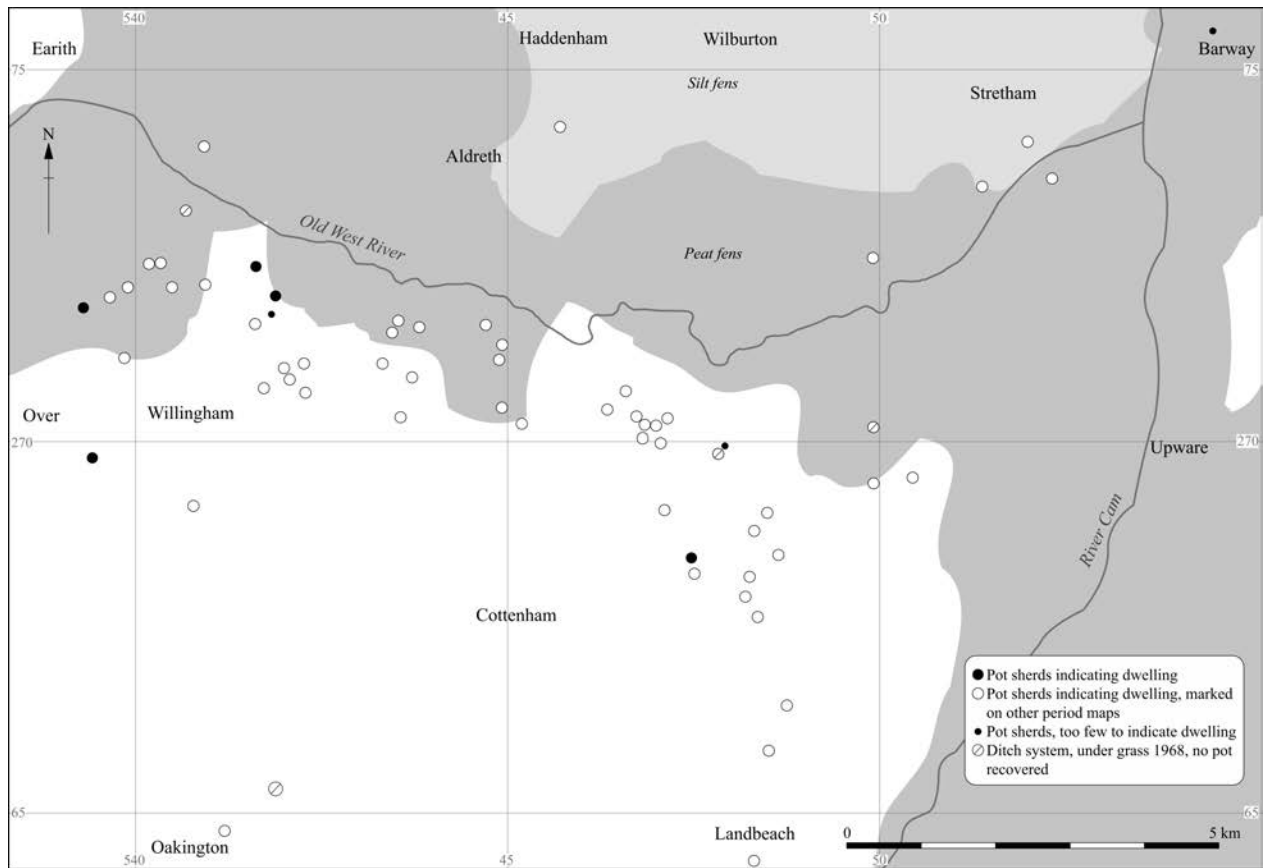 540
45
50
Earith
Haddenham
Wilburton
Barway
75
75
Silt fens
Stretham
N
Aldreth
Old West River
Peat fens
Over
Willingham
270
270
Upware
River Cam
Cottenham
Pot sherds indicating dwelling
Pot sherds indicating dwelling, marked
on other period maps
Pot sherds, too few to indicate dwelling
Ditch system, under grass 1968, no pot
recovered
65
65
Oakington
Landbeach
0
5 km
540
45
50